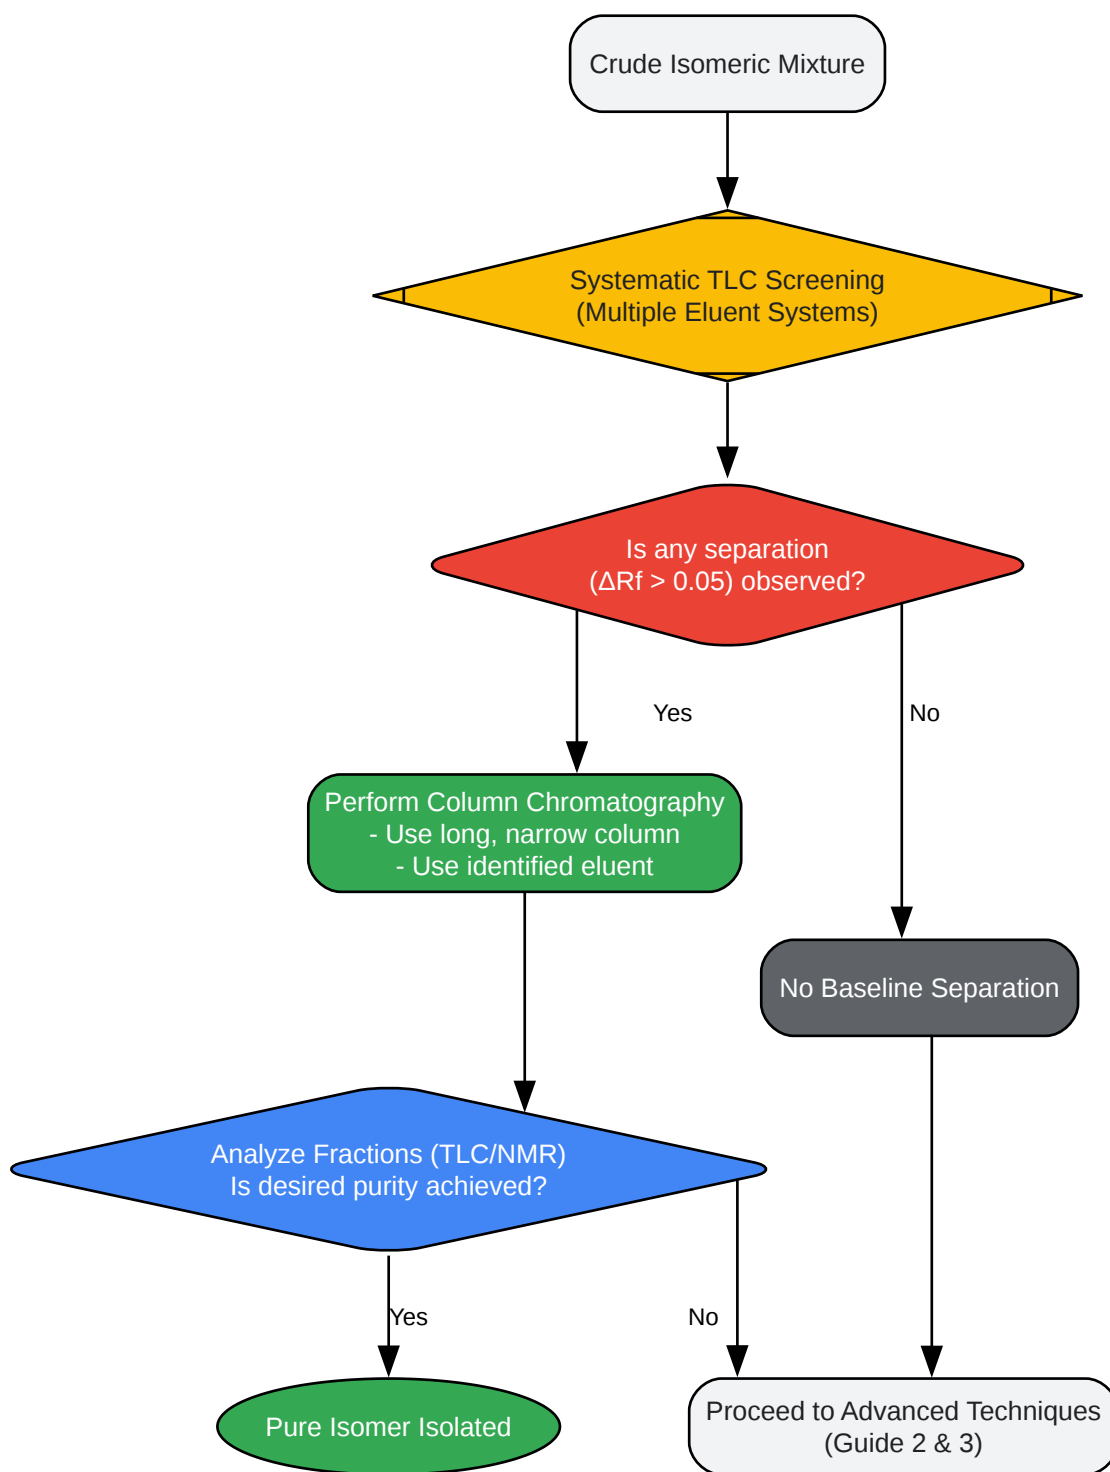 Crude Isomeric Mixture
Systematic TLC Screening
(Multiple Eluent Systems)
Is any separation
(ΔRf > 0.05) observed?
Yes
No
Perform Column Chromatography
- Use long, narrow column
- Use identified eluent
No Baseline Separation
Analyze Fractions (TLC/NMR)
Is desired purity achieved?
Yes
No
Pure Isomer Isolated
Proceed to Advanced Techniques
(Guide 2 & 3)